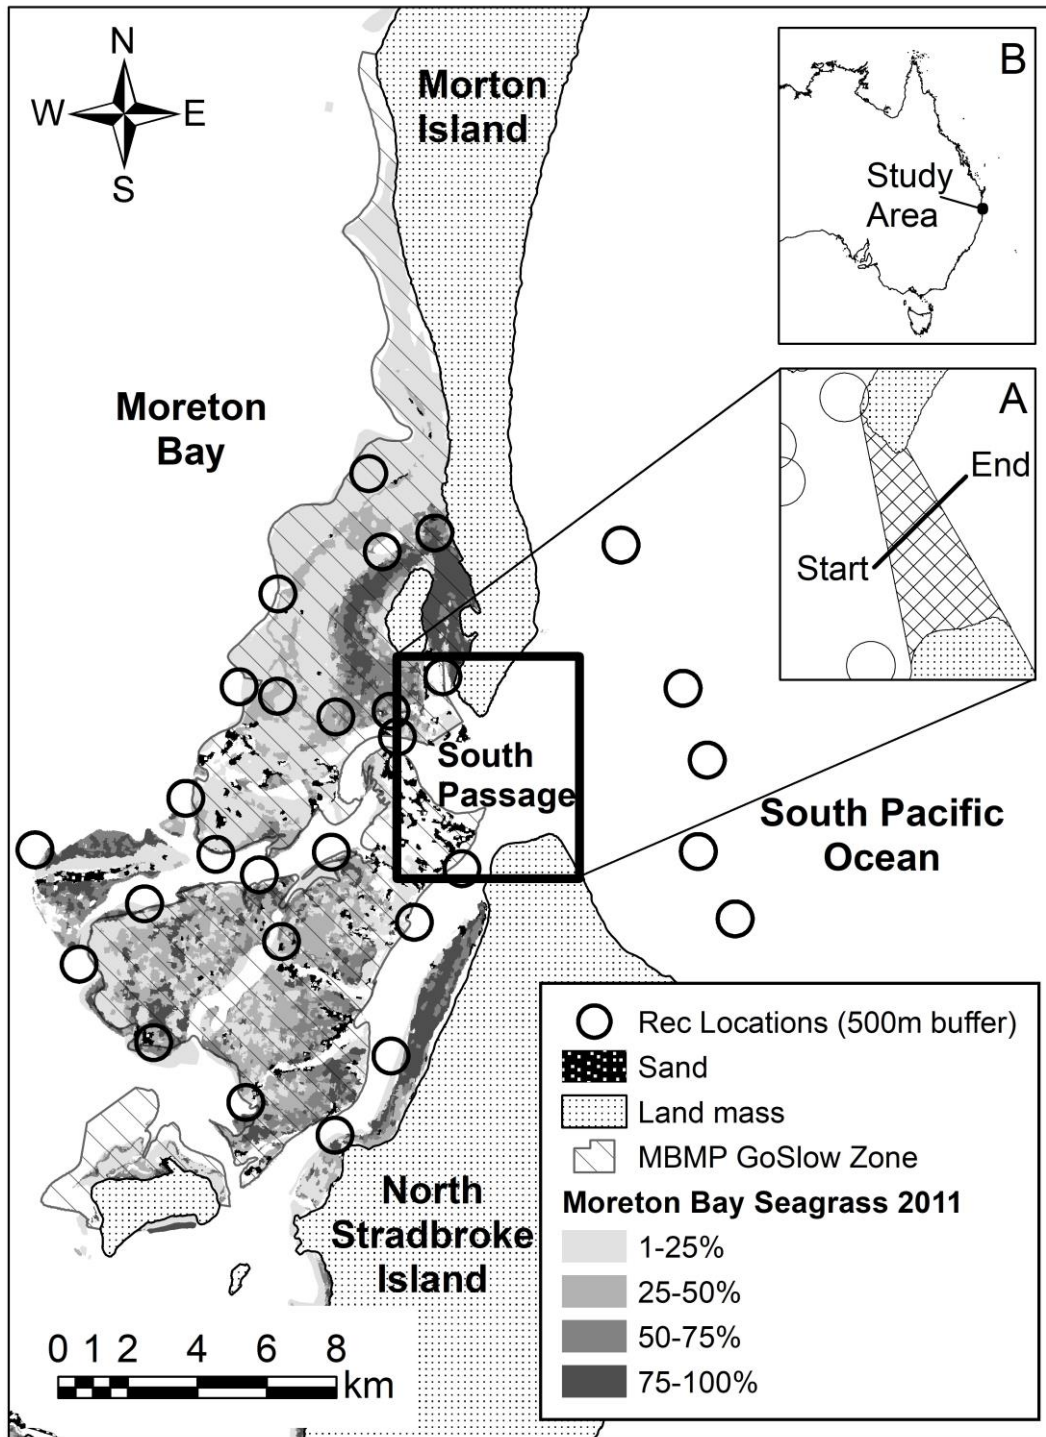 N
W E
S
Morton
Island
B
Study
Area
A
End
Start
Moreton
Bay
South
Passage
South Pacific
Ocean
North
Stradbroke
Island
Rec Locations (500m buffer)
Sand
Land mass
MBMP GoSlow Zone
Moreton Bay Seagrass 2011
1-25%
25-50%
50-75%
75-100%
0 1 2 4 6 8
km